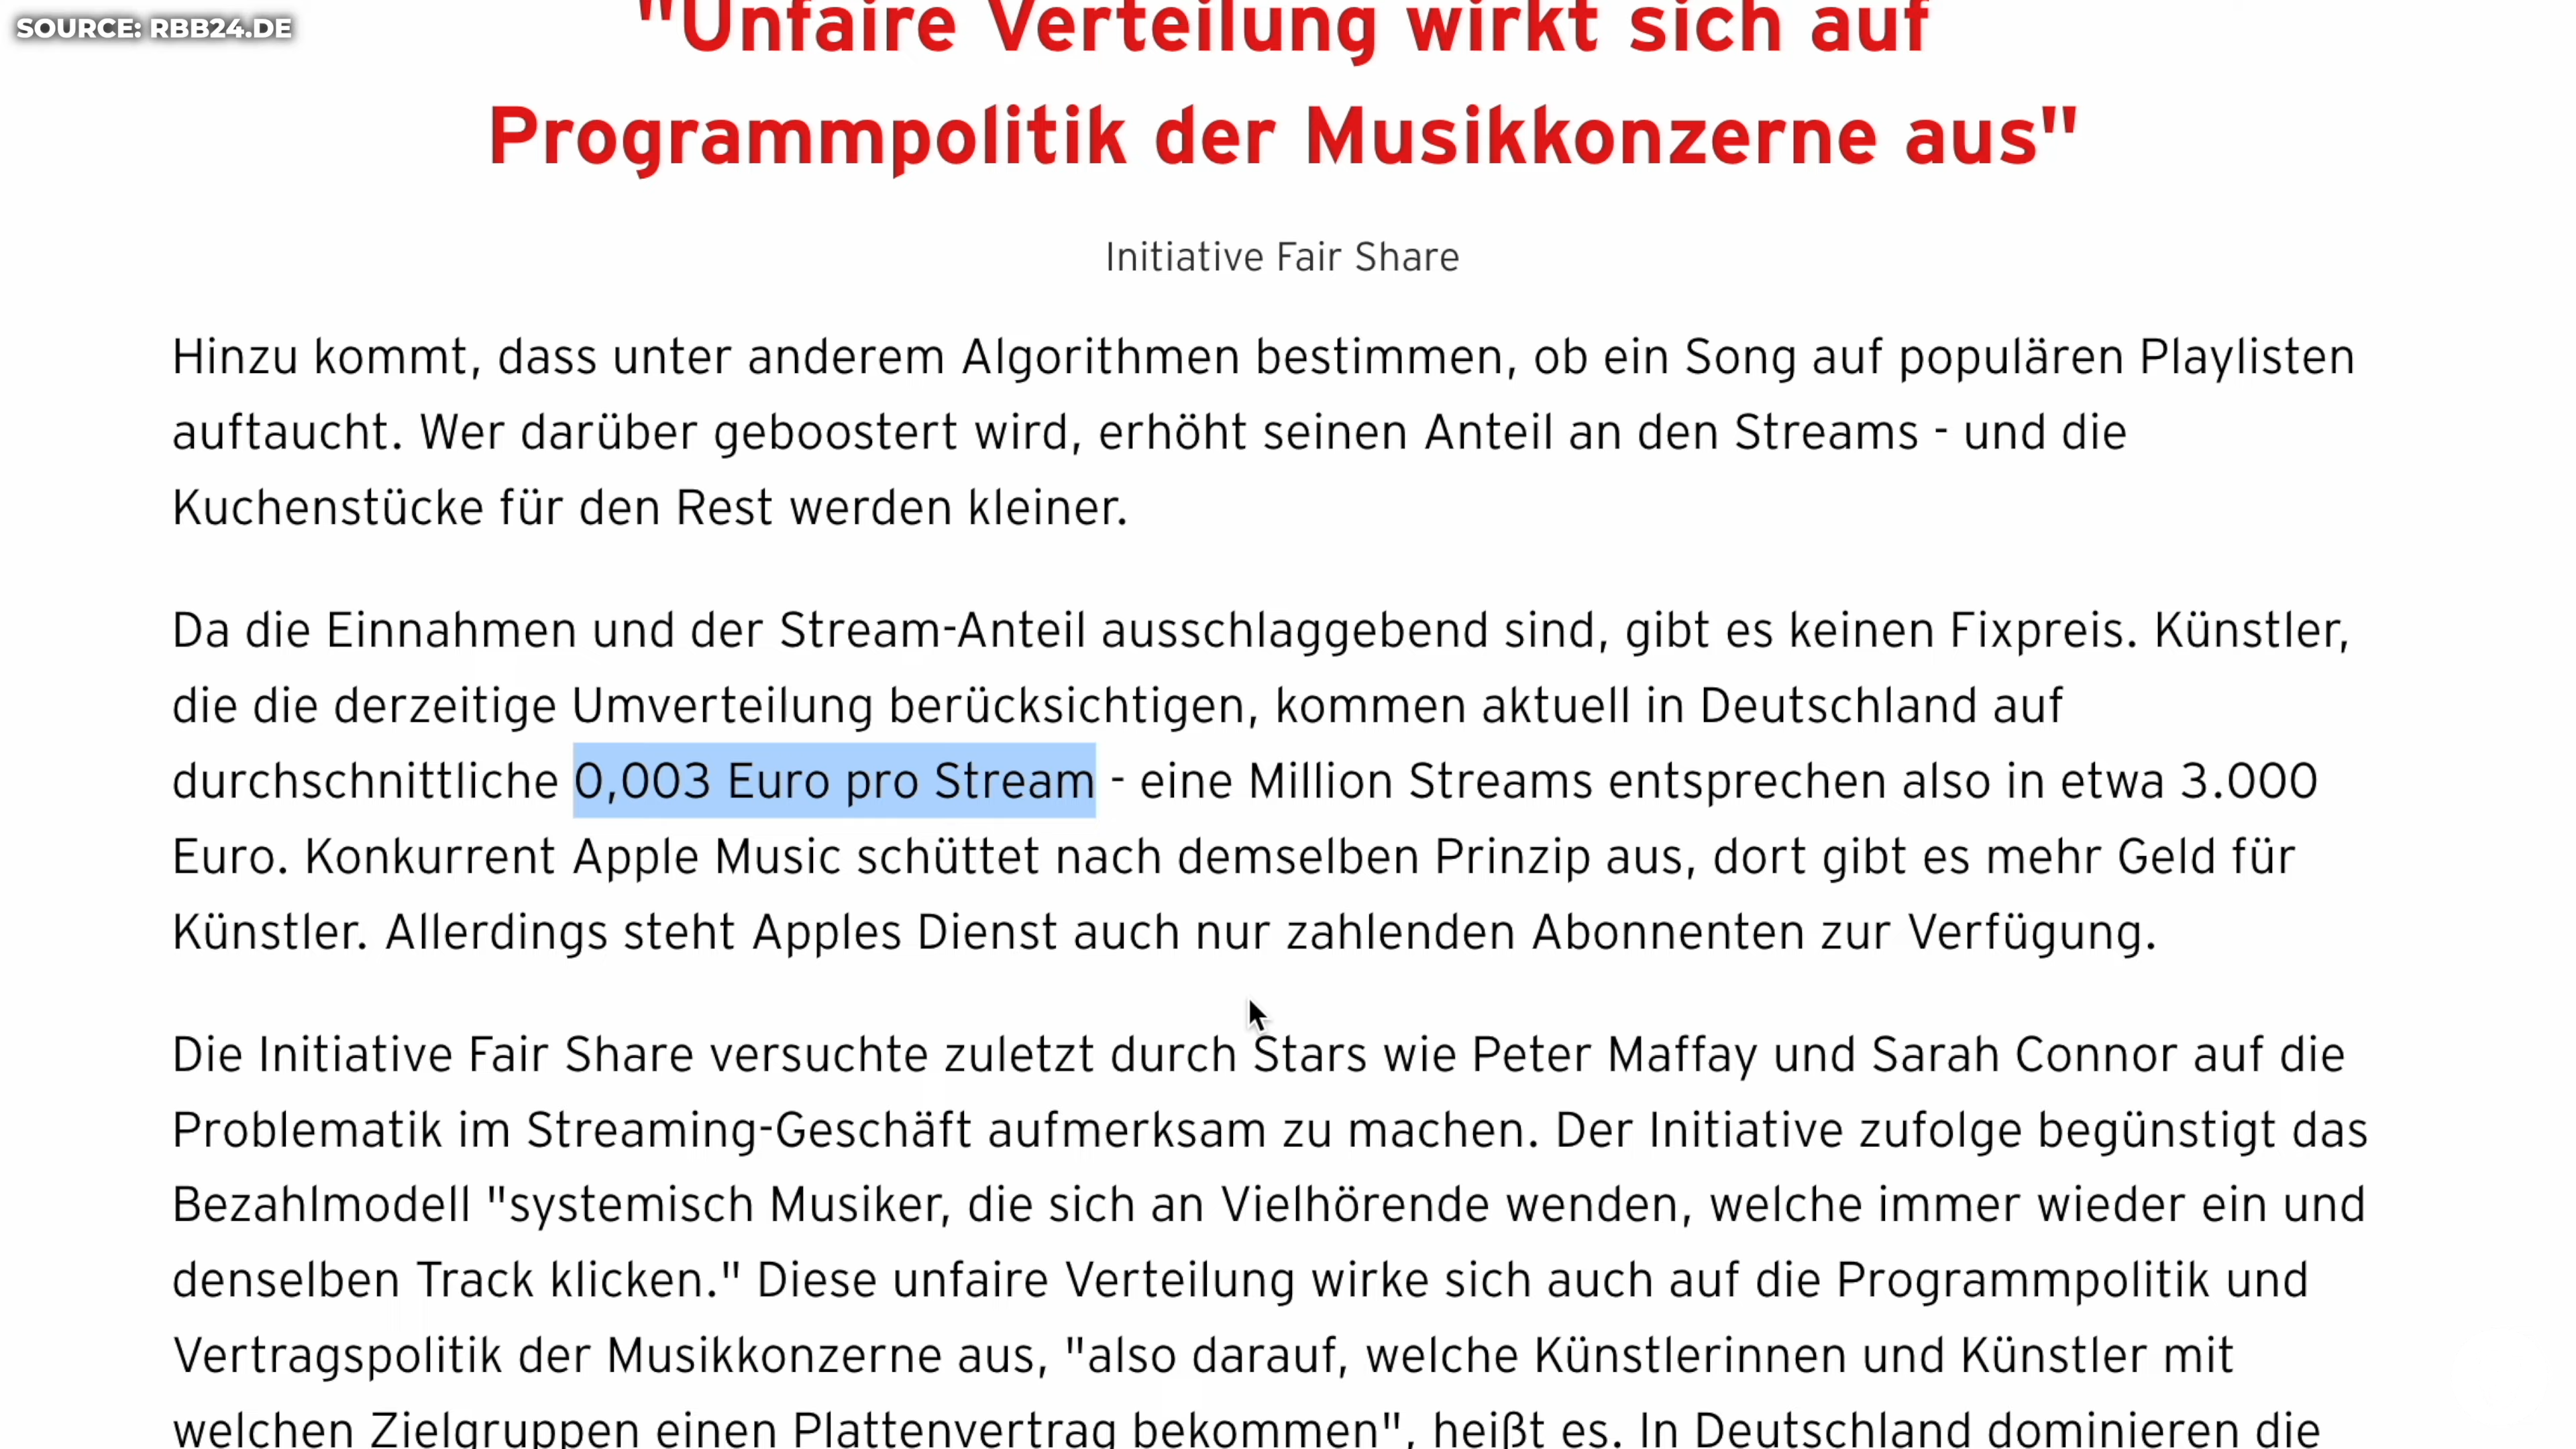 SOURCE: RBB24.DE
"Unfaire Verteilung wirkt sich auf
Programmpolitik der Musikkonzerne aus"
Initiative Fair Share
Hinzu kommt, dass unter anderem Algorithmen bestimmen, ob ein Song auf populären Playlisten
auftaucht. Wer darüber geboostert wird, erhöht seinen Anteil an den Streams - und die
Kuchenstücke für den Rest werden kleiner.
Da die Einnahmen und der Stream-Anteil ausschlaggebend sind, gibt es keinen Fixpreis. Künstler,
die die derzeitige Umverteilung berücksichtigen, kommen aktuell in Deutschland auf
durchschnittliche 0,003 Euro pro Stream - eine Million Streams entsprechen also in etwa 3.000
Euro. Konkurrent Apple Music schüttet nach demselben Prinzip aus, dort gibt es mehr Geld für
Künstler. Allerdings steht Apples Dienst auch nur zahlenden Abonnenten zur Verfügung.
Die Initiative Fair Share versuchte zuletzt durch Stars wie Peter Maffay und Sarah Connor auf die
Problematik im Streaming-Geschäft aufmerksam zu machen. Der Initiative zufolge begünstigt das
Bezahlmodell "systemisch Musiker, die sich an Vielhörende wenden, welche immer wieder ein und
denselben Track klicken." Diese unfaire Verteilung wirke sich auch auf die Programmpolitik und
Vertragspolitik der Musikkonzerne aus, "also darauf, welche Künstlerinnen und Künstler mit
welchen Zielgruppen einen Plattenvertrag bekommen", heißt es. In Deutschland dominieren die